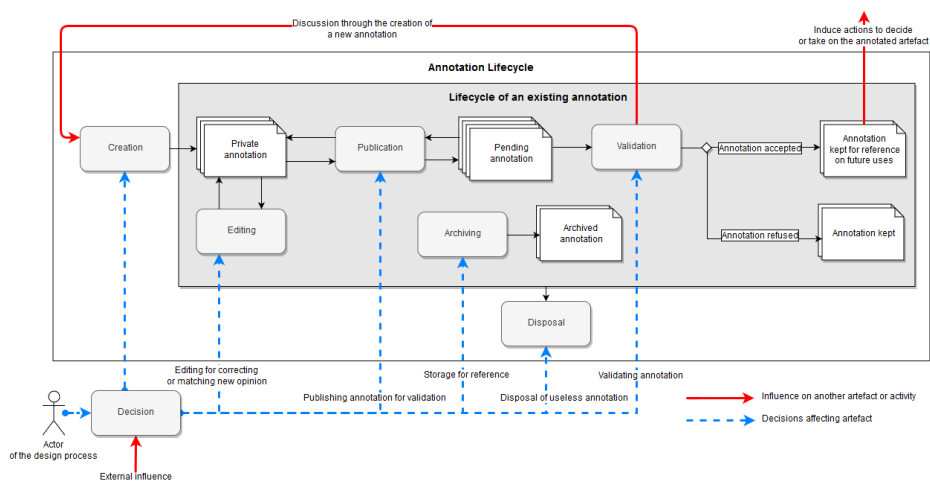 Discussion through the creation of
a new annotation
Induce actions to decide
or take on the annotated artefact
Annotation Lifecycle
Lifecycle of an existing annotation
Creation
Private
annotation
Publication
Pending
annotation
Validation
Annotation accepted
Annotation
kept for reference
on future uses
Editing
Archiving
Archived
annotation
Annotation refused
Annotation kept
Disposal
Editing for correcting
or matching new opinion
Storage for reference
Validating annotation
Publishing annotation for validation
Disposal of useless annotation
Decision
Actor
of the design process
External influence
Influence on another artefact or activity
Decisions affecting artefact